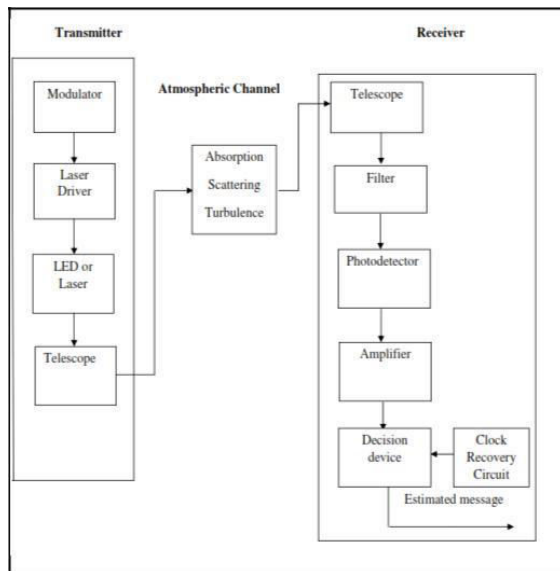 Transmitter
Receiver
Atmospheric Channel
Modulator
Laser
Driver
LED or
Laser
Telescope
Absorption
Scattering
Turbulence
Telescope
Filter
Photodetector
Amplifier
Decision
device
Clock
Recovery
Circuit
Estimated message